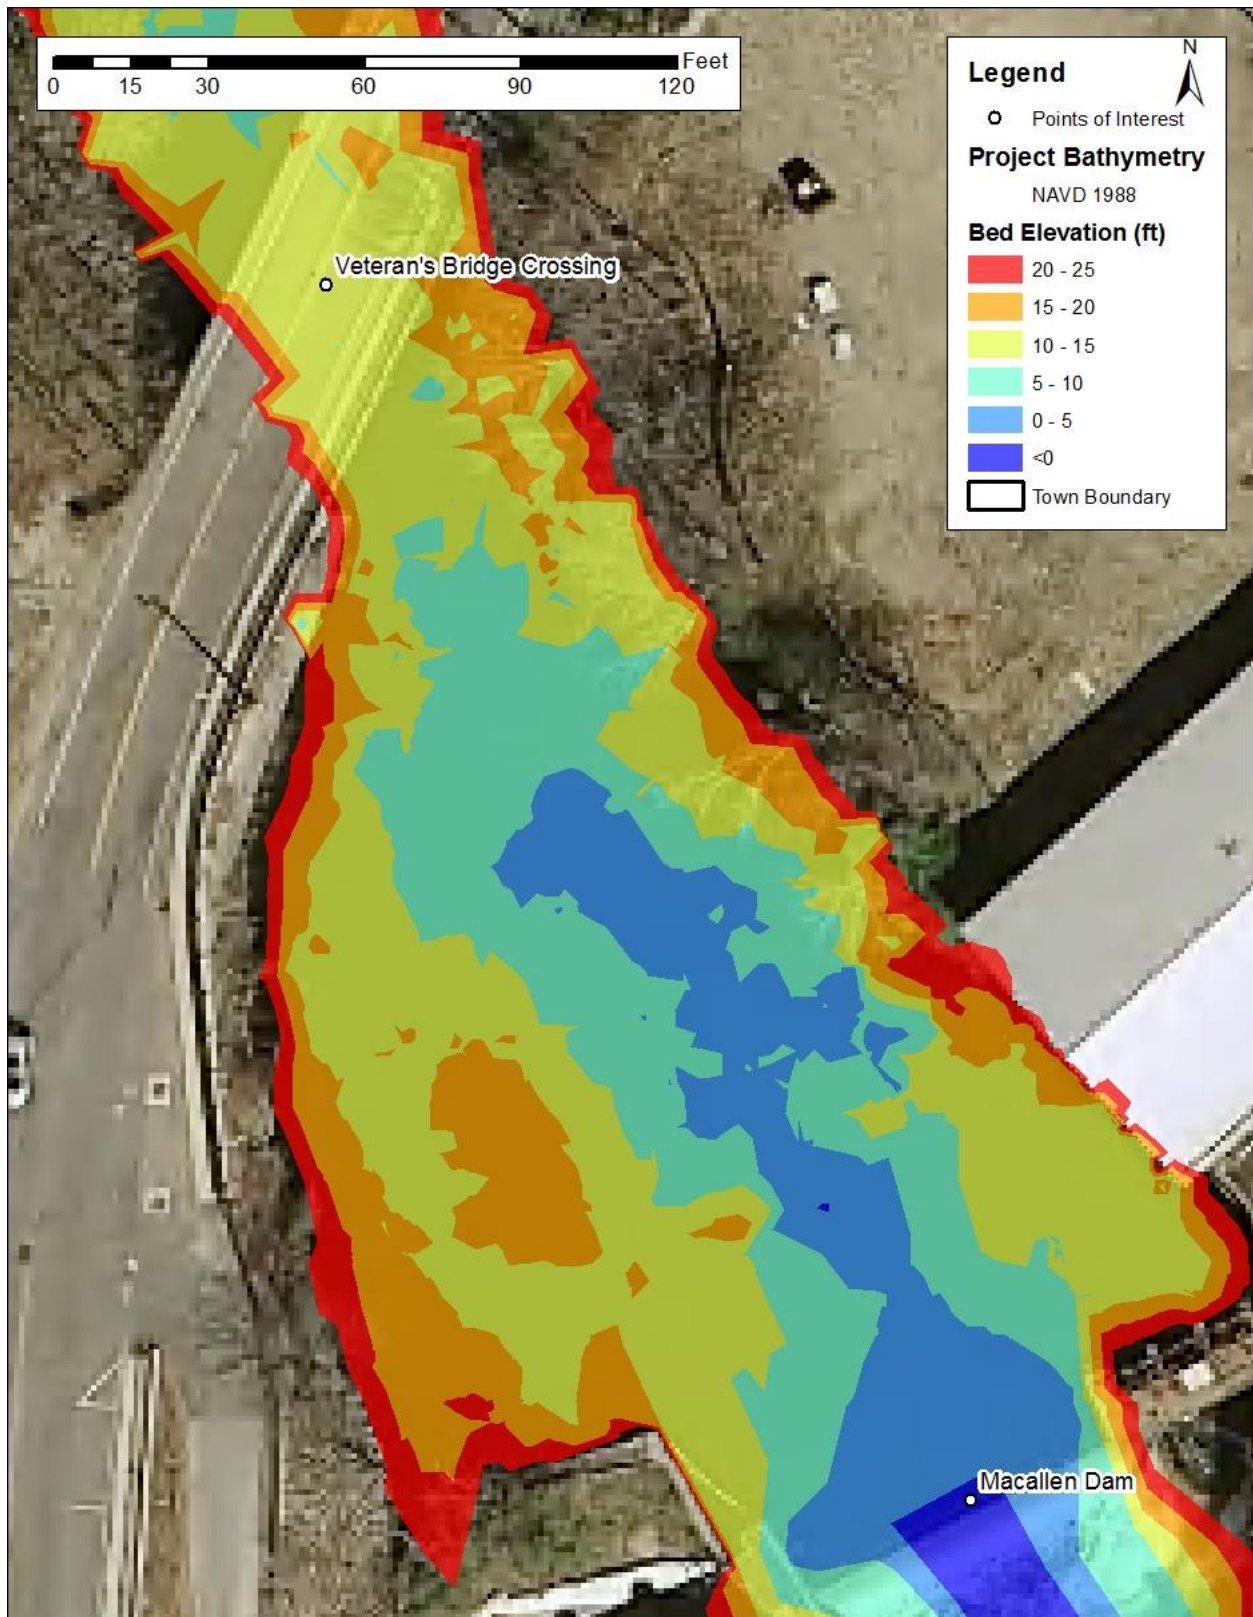 Feet
0 15 30 60 90 120
N
Legend
Points of Interest
Project Bathymetry
NAVD 1988
Bed Elevation (ft)
20 - 25
15 - 20
10 - 15
5 - 10
0 - 5
<0
Town Boundary
Veteran's Bridge Crossing
Macallen Dam